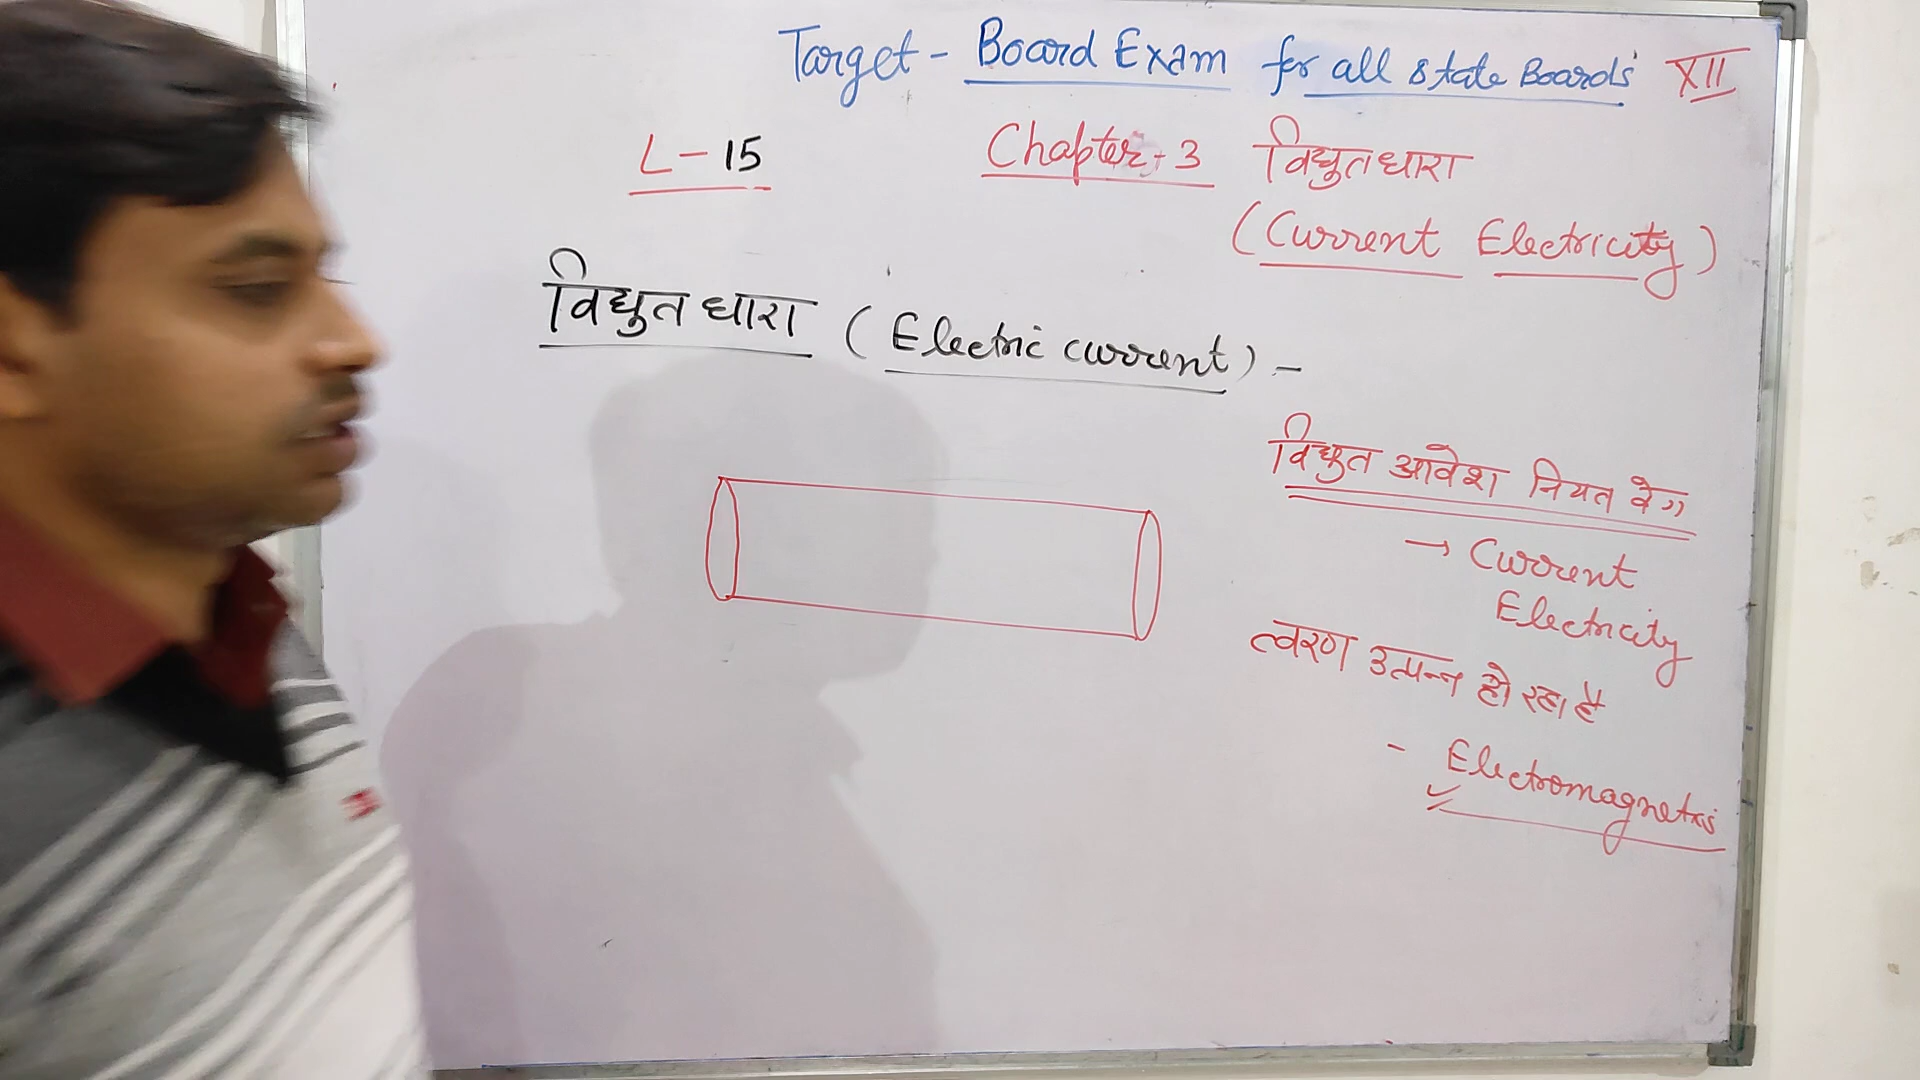 Target - Board Exam for all state Boards XII
L - 15 Chapter - 3 विद्युत धारा
(Current Electricity)
विद्युत धारा (Electric current) -
विद्युत आवेश नियत वेग
→ Current
Electricity
त्वरण उत्पन्न हो रहा है
- Electromagnetis